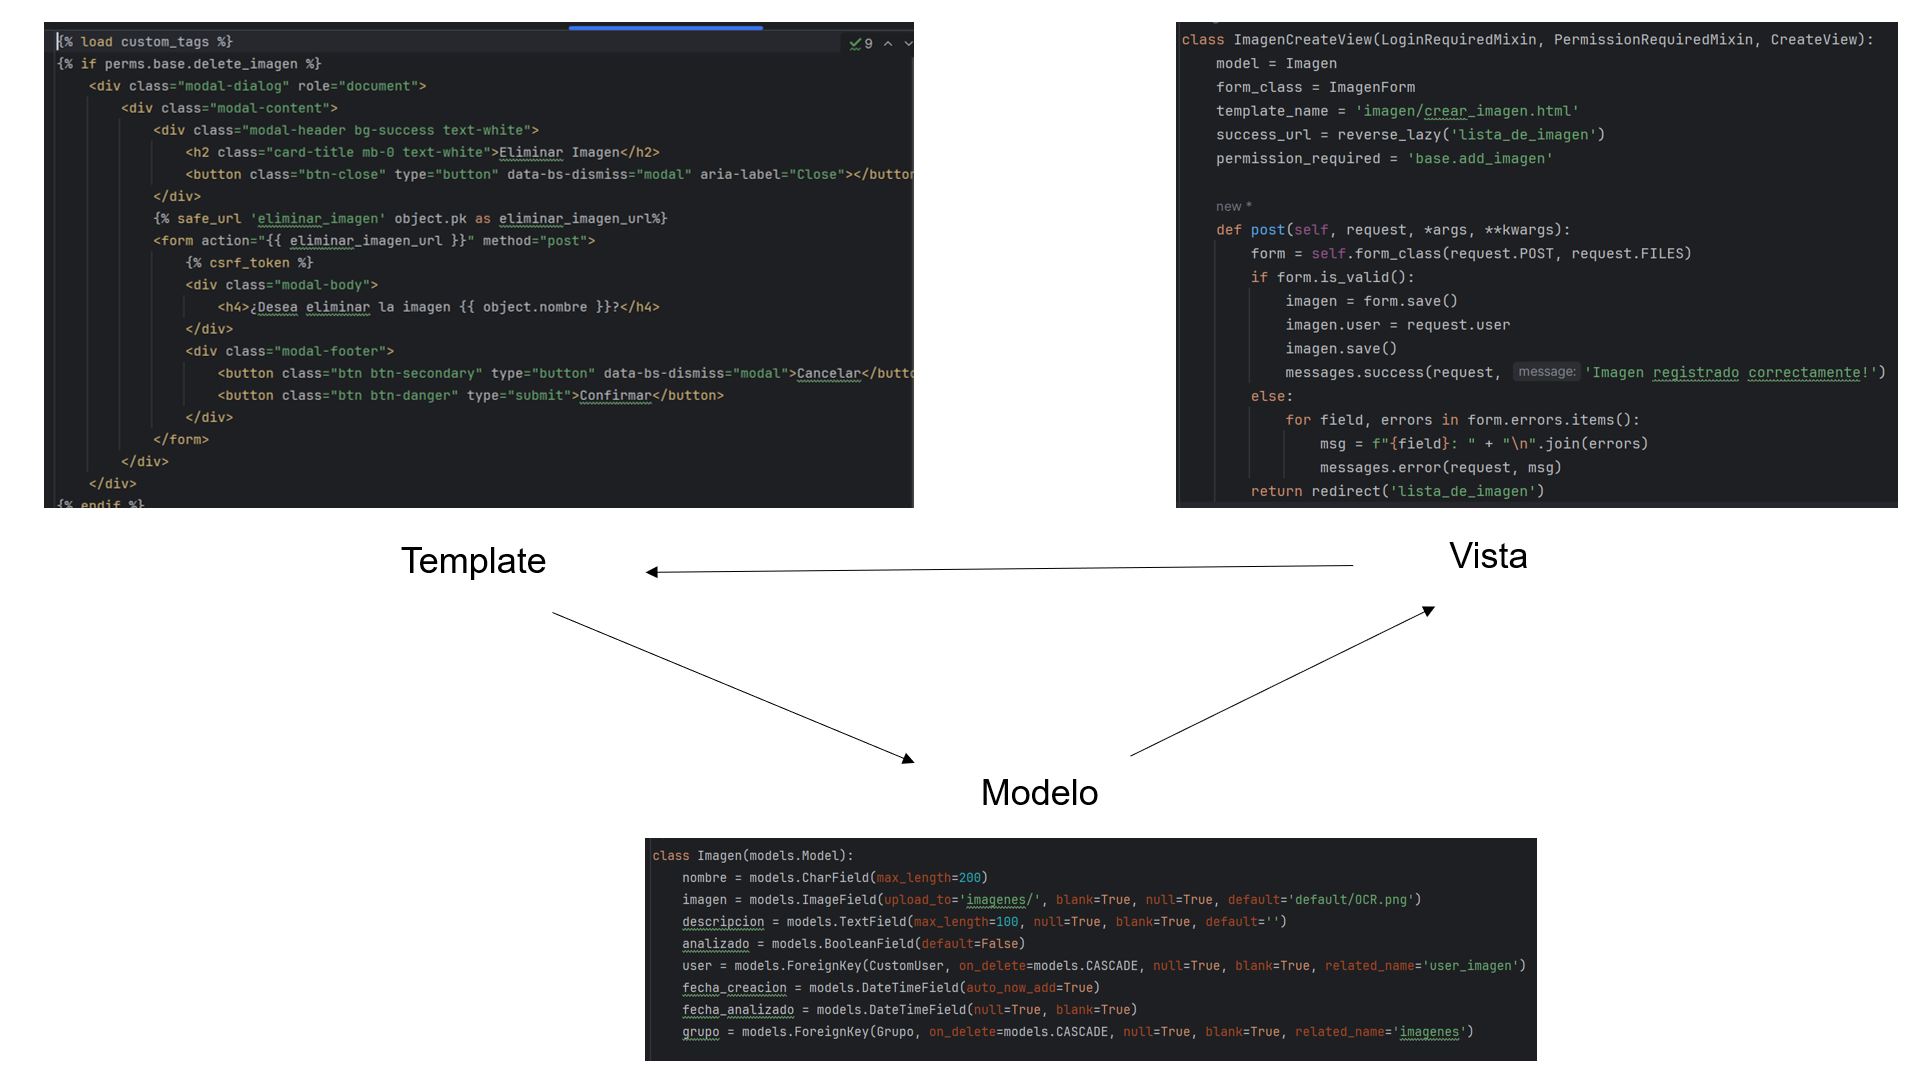 {% load custom_tags %}
9
{% if perms.base.delete_imagen %}
<div class="modal-dialog" role="document">
<div class="modal-content">
<div class="modal-header bg-success text-white">
<h2 class="card-title mb-0 text-white">Eliminar Imagen</h2>
<button class="btn-close" type="button" data-bs-dismiss="modal" aria-label="Close"></button
</div>
{% safe_url 'eliminar_imagen' object.pk as eliminar_imagen_url%}
<form action="{{ eliminar_imagen_url }}" method="post">
{% csrf_token %}
<div class="modal-body">
<h4>¿Desea eliminar la imagen {{ object.nombre }}?</h4>
</div>
<div class="modal-footer">
<button class="btn btn-secondary" type="button" data-bs-dismiss="modal">Cancelar</butto
<button class="btn btn-danger" type="submit">Confirmar</button>
</div>
</form>
</div>
</div>
{% endif %}
class ImagenCreateView(LoginRequiredMixin, PermissionRequiredMixin, CreateView):
model = Imagen
form_class = ImagenForm
template_name = 'imagen/crear_imagen.html'
success_url = reverse_lazy('lista_de_imagen')
permission_required = 'base.add_imagen'
new *
def post(self, request, *args, **kwargs):
form = self.form_class(request.POST, request.FILES)
if form.is_valid():
imagen = form.save()
imagen.user = request.user
imagen.save()
messages.success(request, message: 'Imagen registrado correctamente!')
else:
for field, errors in form.errors.items():
msg = f"{field}: " + "\n".join(errors)
messages.error(request, msg)
return redirect('lista_de_imagen')
Template
Vista
Modelo
class Imagen(models.Model):
nombre = models.CharField(max_length=200)
imagen = models.ImageField(upload_to='imagenes/', blank=True, null=True, default='default/OCR.png')
descripcion = models.TextField(max_length=100, null=True, blank=True, default='')
analizado = models.BooleanField(default=False)
user = models.ForeignKey(CustomUser, on_delete=models.CASCADE, null=True, blank=True, related_name='user_imagen')
fecha_creacion = models.DateTimeField(auto_now_add=True)
fecha_analizado = models.DateTimeField(null=True, blank=True)
grupo = models.ForeignKey(Grupo, on_delete=models.CASCADE, null=True, blank=True, related_name='imagenes')